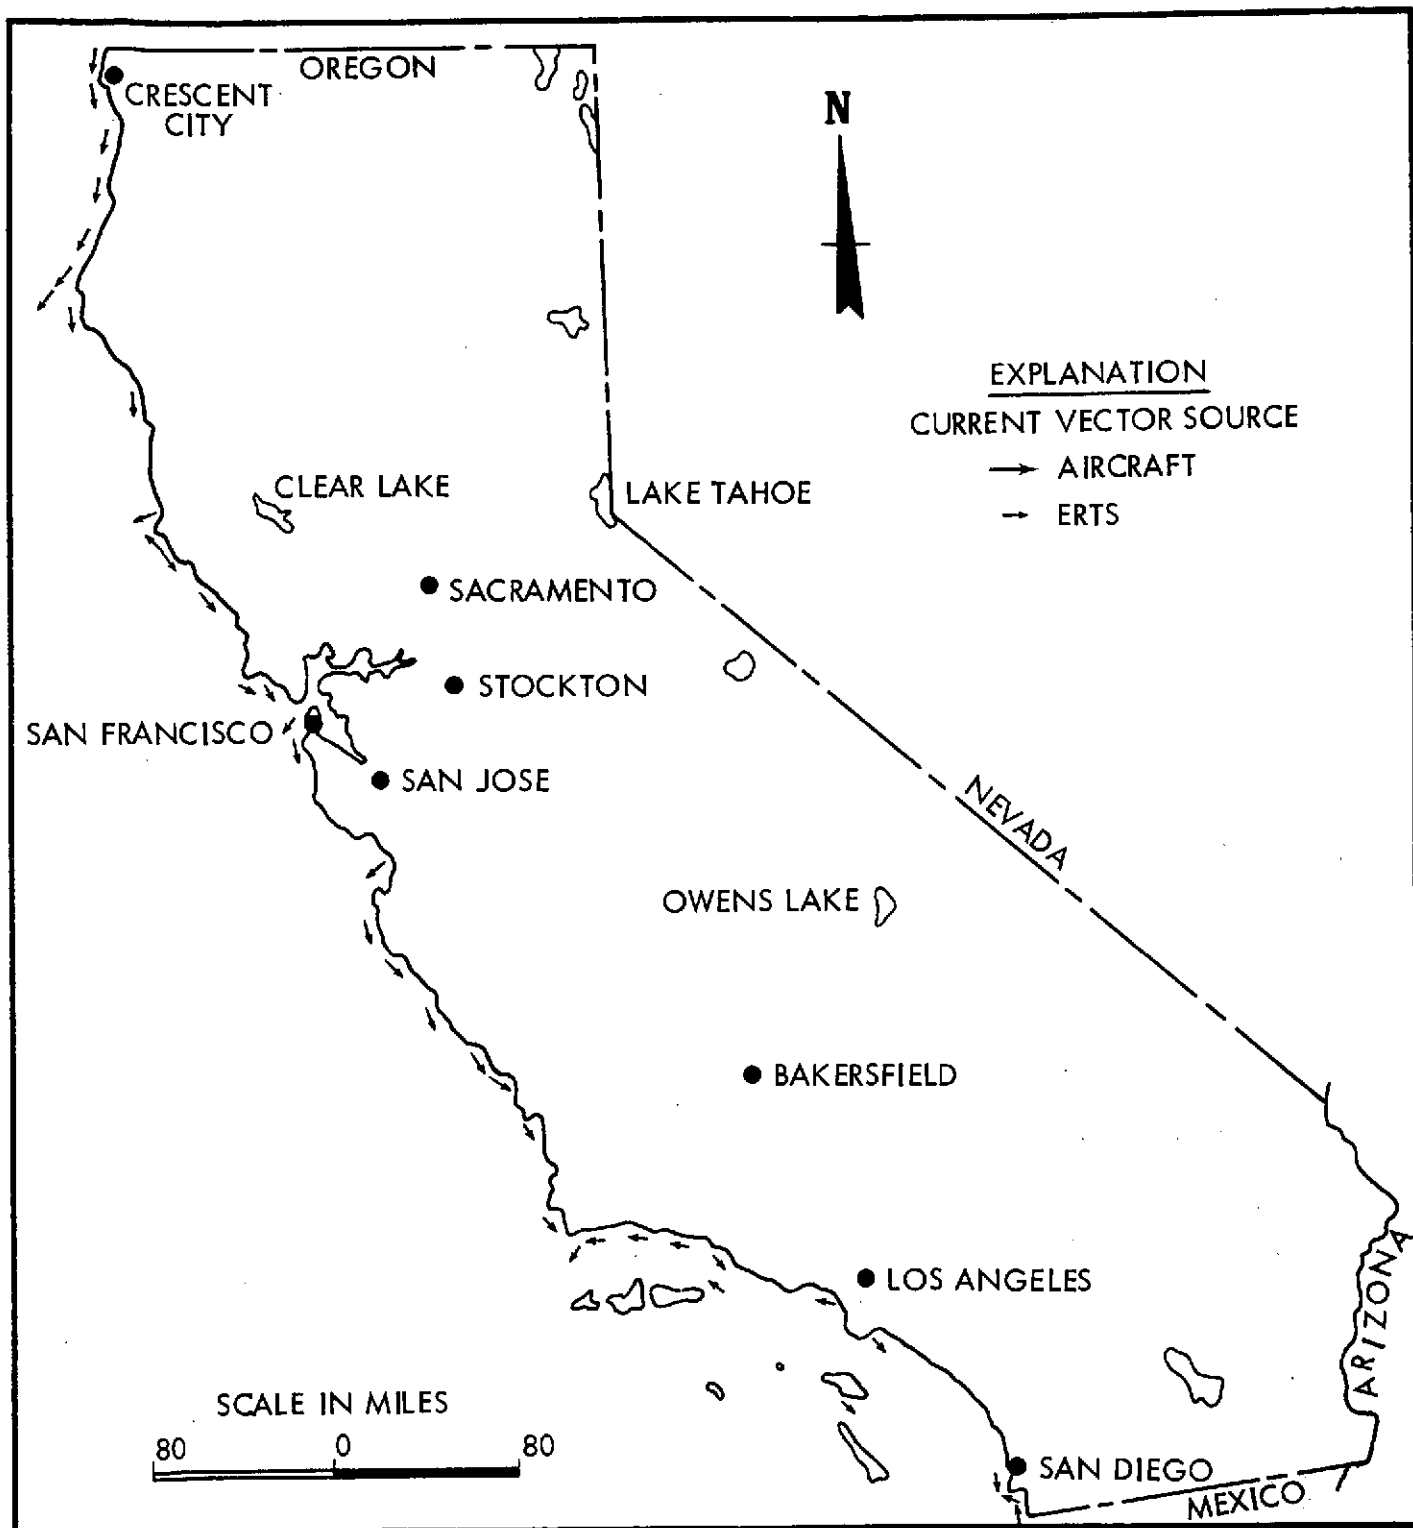 OREGON
CRESCENT
CITY
N
EXPLANATION
CURRENT VECTOR SOURCE
AIRCRAFT
ERTS
CLEAR LAKE
LAKE TAHOE
SACRAMENTO
STOCKTON
SAN FRANCISCO
SAN JOSE
NEVADA
OWENS LAKE
BAKERSFIELD
LOS ANGELES
ARIZONA
SCALE IN MILES
80 0 80
SAN DIEGO
MEXICO